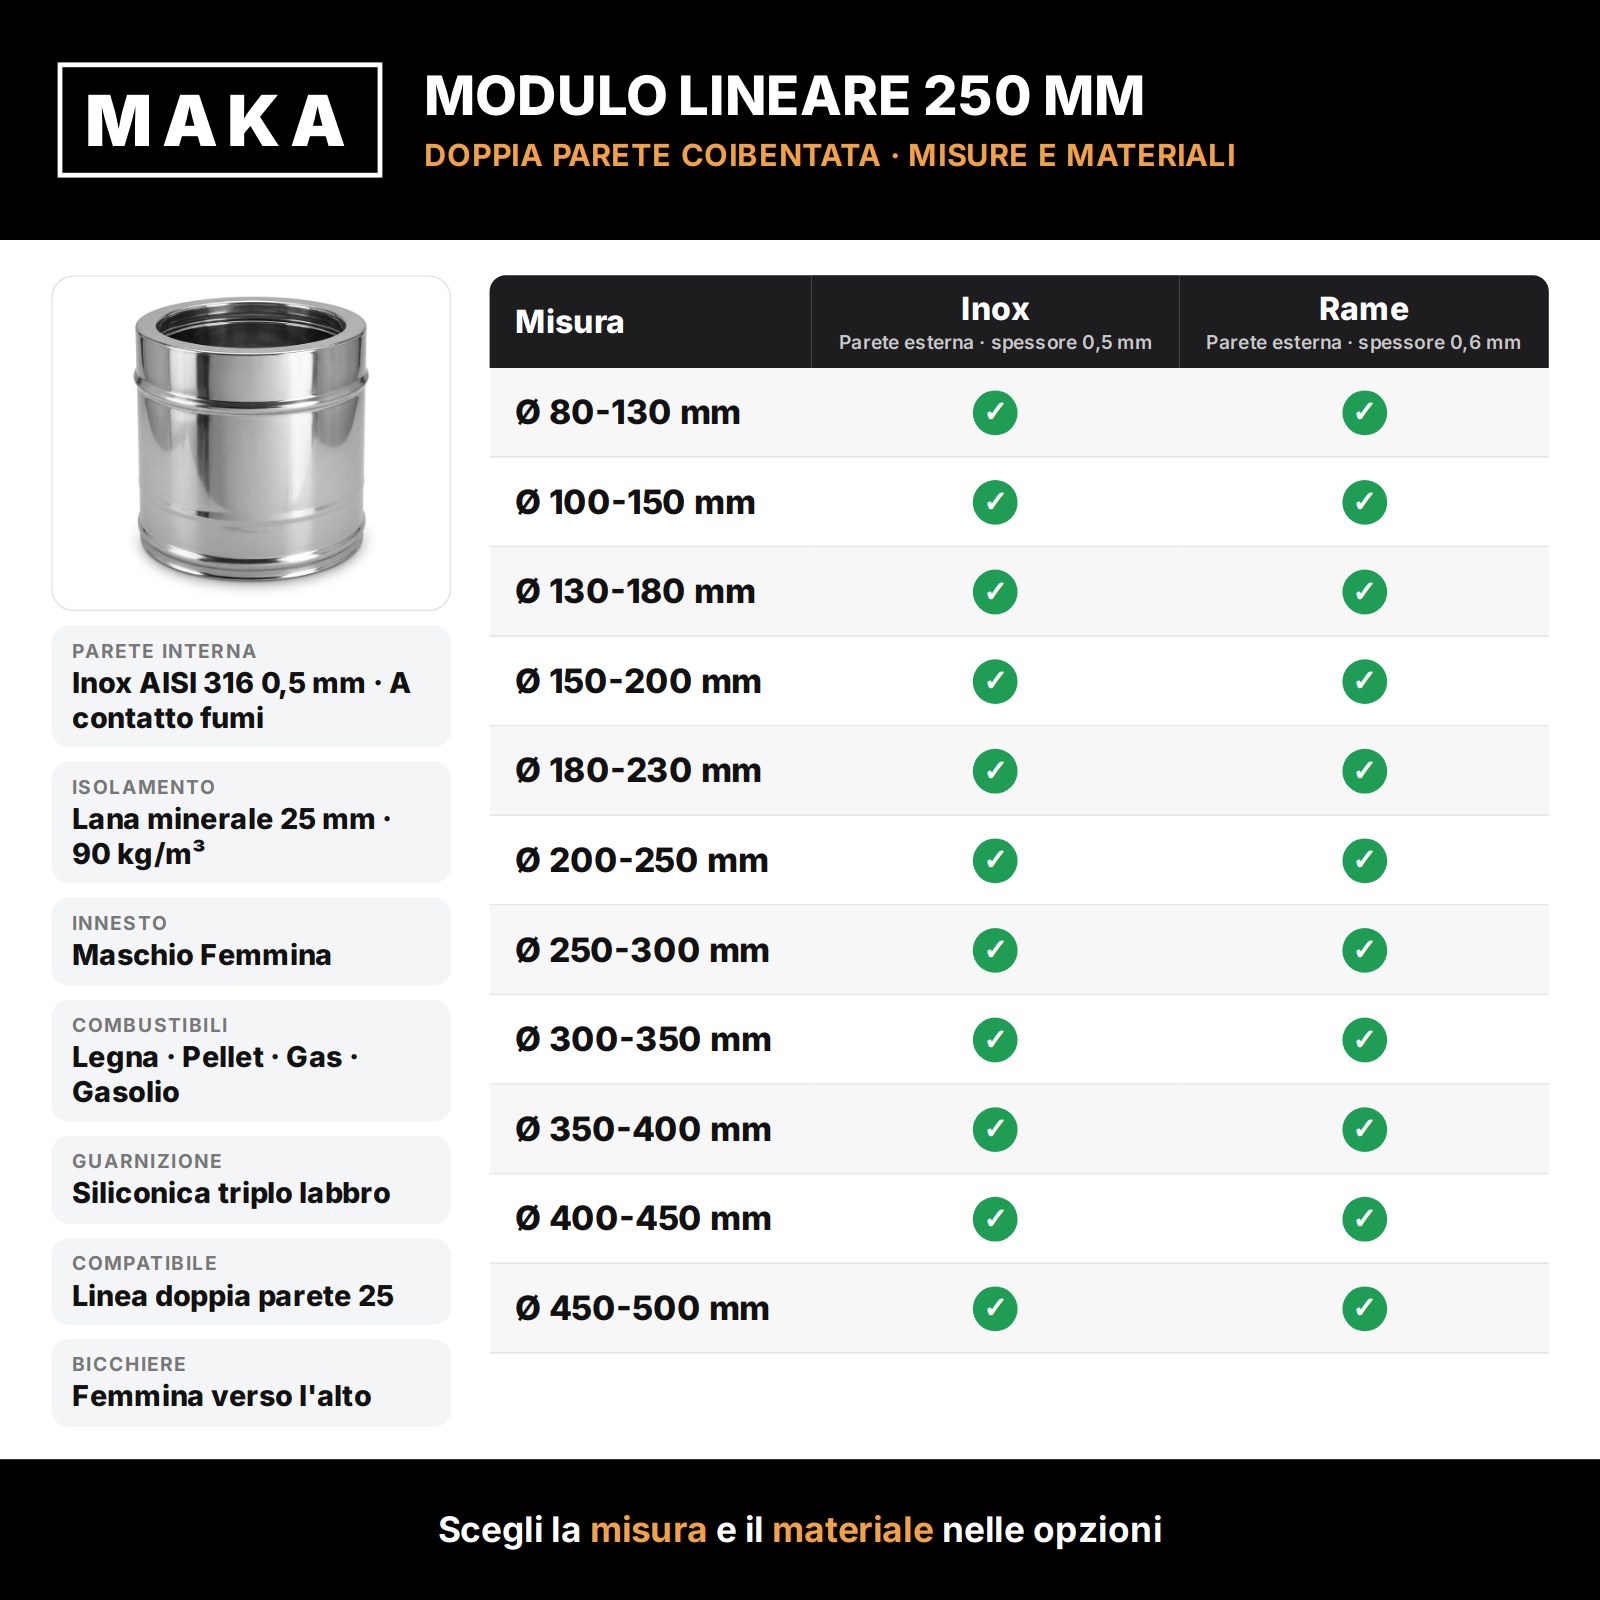 MAKA
MODULO LINEARE 250 MM
DOPPIA PARETE COIBENTATA · MISURE E MATERIALI
PARETE INTERNA
Inox AISI 316 0,5 mm · A
contatto fumi
ISOLAMENTO
Lana minerale 25 mm ·
90 kg/m³
INNESTO
Maschio Femmina
COMBUSTIBILI
Legna · Pellet · Gas ·
Gasolio
GUARNIZIONE
Siliconica triplo labbro
COMPATIBILE
Linea doppia parete 25
BICCHIERE
Femmina verso l'alto
Misura
Inox
Parete esterna · spessore 0,5 mm
Rame
Parete esterna · spessore 0,6 mm
Ø 80-130 mm ✓ ✓
Ø 100-150 mm ✓ ✓
Ø 130-180 mm ✓ ✓
Ø 150-200 mm ✓ ✓
Ø 180-230 mm ✓ ✓
Ø 200-250 mm ✓ ✓
Ø 250-300 mm ✓ ✓
Ø 300-350 mm ✓ ✓
Ø 350-400 mm ✓ ✓
Ø 400-450 mm ✓ ✓
Ø 450-500 mm ✓ ✓
Scegli la misura e il materiale nelle opzioni